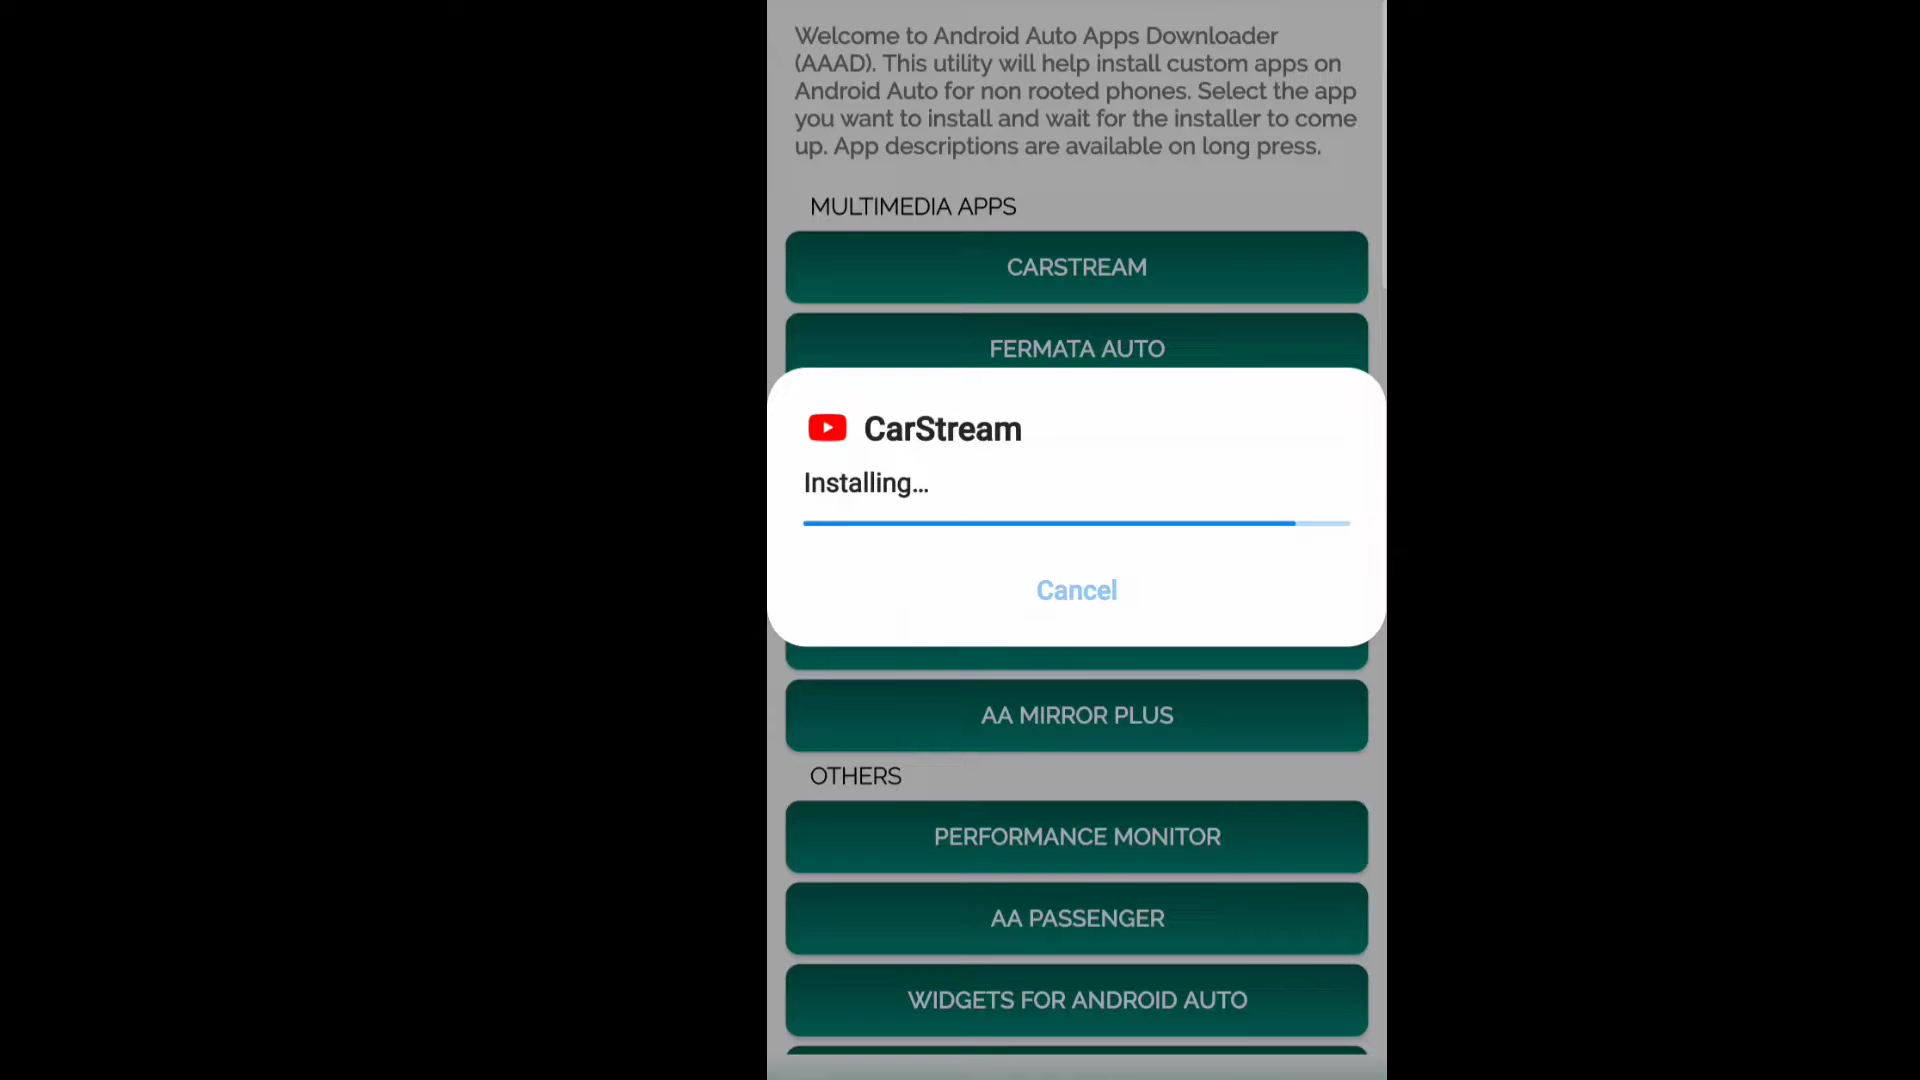 Welcome to Android Auto Apps Downloader
(AAAD). This utility will help install custom apps on
Android Auto for non rooted phones. Select the app
you want to install and wait for the installer to come
up. App descriptions are available on long press.
MULTIMEDIA APPS
CARSTREAM
FERMATA AUTO
CarStream
Installing...
Cancel
AA MIRROR PLUS
OTHERS
PERFORMANCE MONITOR
AA PASSENGER
WIDGETS FOR ANDROID AUTO